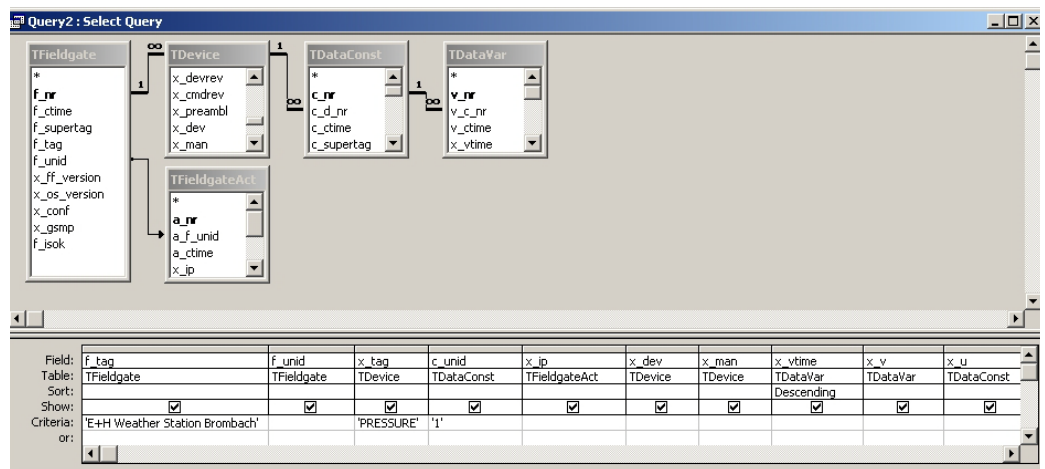 Query2 : Select Query
TFieldgate
*
f_nr
f_ctime
f_supertag
f_tag
f_unid
x_ff_version
x_os_version
x_conf
x_gsmp
f_isok
1
∞
TDevice
x_devrev
x_cmdrev
x_preambl
x_dev
x_man
1
∞
TDataConst
*
c_nr
c_d_nr
c_ctime
c_supertag
1
∞
TDataVar
*
v_nr
v_c_nr
v_ctime
x_vtime
TFieldgateAct
*
a_nr
a_f_unid
a_ctime
x_ip
Field: f_tag f_unid x_tag c_unid x_ip x_dev x_man x_vtime x_v x_u
Table: TFieldgate TFieldgate TDevice TDataConst TFieldgateAct TDevice TDevice TDataVar TDataVar TDataConst
Sort: Descending
Show:
Criteria: 'E+H Weather Station Brombach' 'PRESSURE' '1'
or: